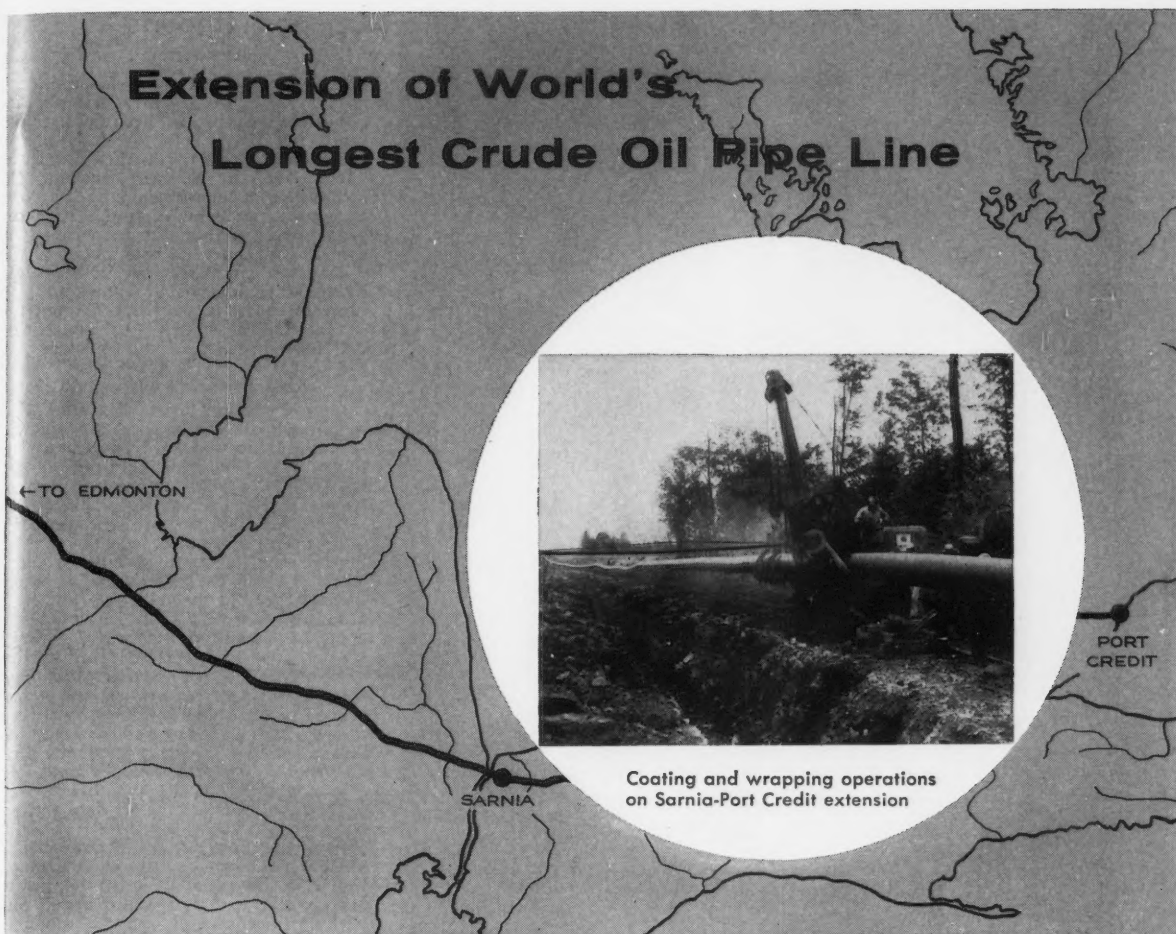 Extension of World's
Longest Crude Oil Pipe Line
←TO EDMONTON
PORT
CREDIT
SARNIA
Coating and wrapping operations
on Sarnia-Port Credit extension